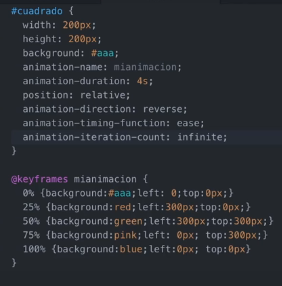 #cuadrado {
  width: 200px;
  height: 200px;
  background: #aaa;
  animation-name: mianimacion;
  animation-duration: 4s;
  position: relative;
  animation-direction: reverse;
  animation-timing-function: ease;
  animation-iteration-count: infinite;
}

@keyframes mianimacion {
  0% {background:#aaa;left: 0;top:0px;}
  25% {background:red;left:300px;top:0px;}
  50% {background:green;left:300px;top:300px;}
  75% {background:pink;left: 0px; top:300px;}
  100% {background:blue;left:0px; top:0px}
}